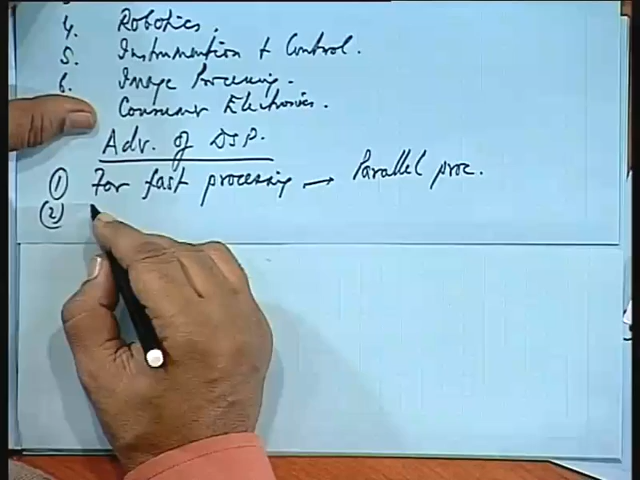 4. Robotics.
5. Instrumention & Control.
6. Image Processing.
Consumer Electronics.
Adv. of DSP.
① For fast processing → Parallel proc.
②